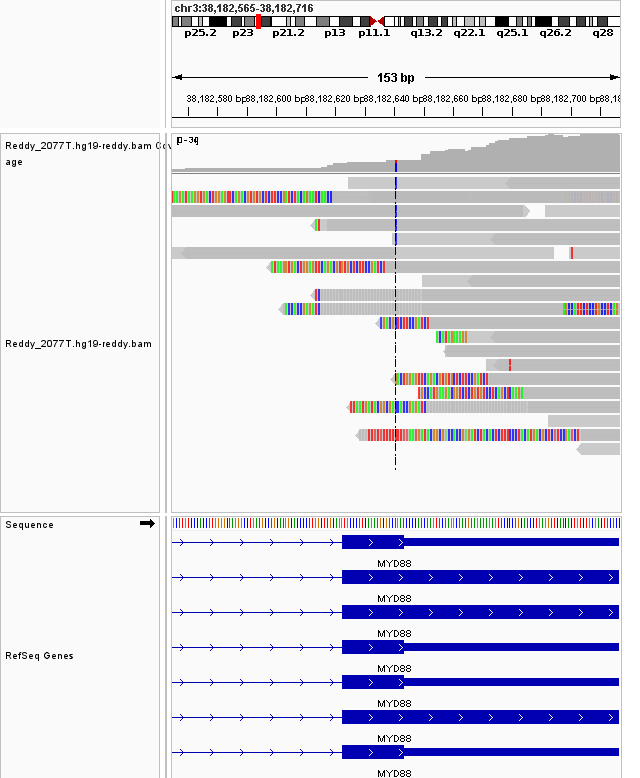 chr3:38,182,565-38,182,716
p25.2 p23 p21.2 p13 p11.1 q13.2 q22.1 q25.1 q26.2 q28
153 bp
38,182,580 bp 38,182,600 bp 38,182,620 bp 38,182,640 bp 38,182,660 bp 38,182,680 bp 38,182,700 bp
Reddy_2077T.hg19-reddy.bam Cov
age
Reddy_2077T.hg19-reddy.bam
Sequence
MYD88
MYD88
MYD88
MYD88
RefSeq Genes
MYD88
MYD88
MYD88